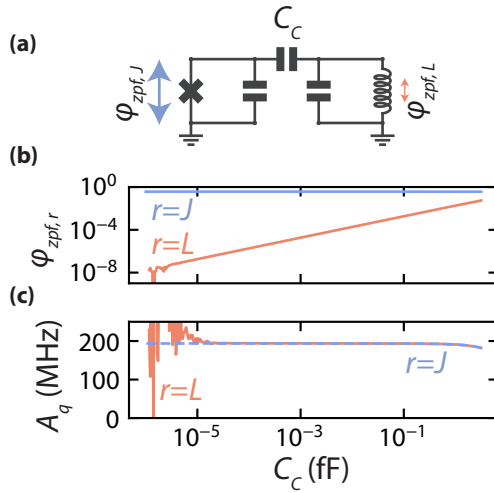 (a)
C_C
φ_zpf,J
φ_zpf,L
(b)
φ_zpf,r
10^0
10^−4
10^−8
r=J
r=L
(c)
A_q (MHz)
200
100
0
r=L
r=J
10^−5
10^−3
10^−1
C_C (fF)